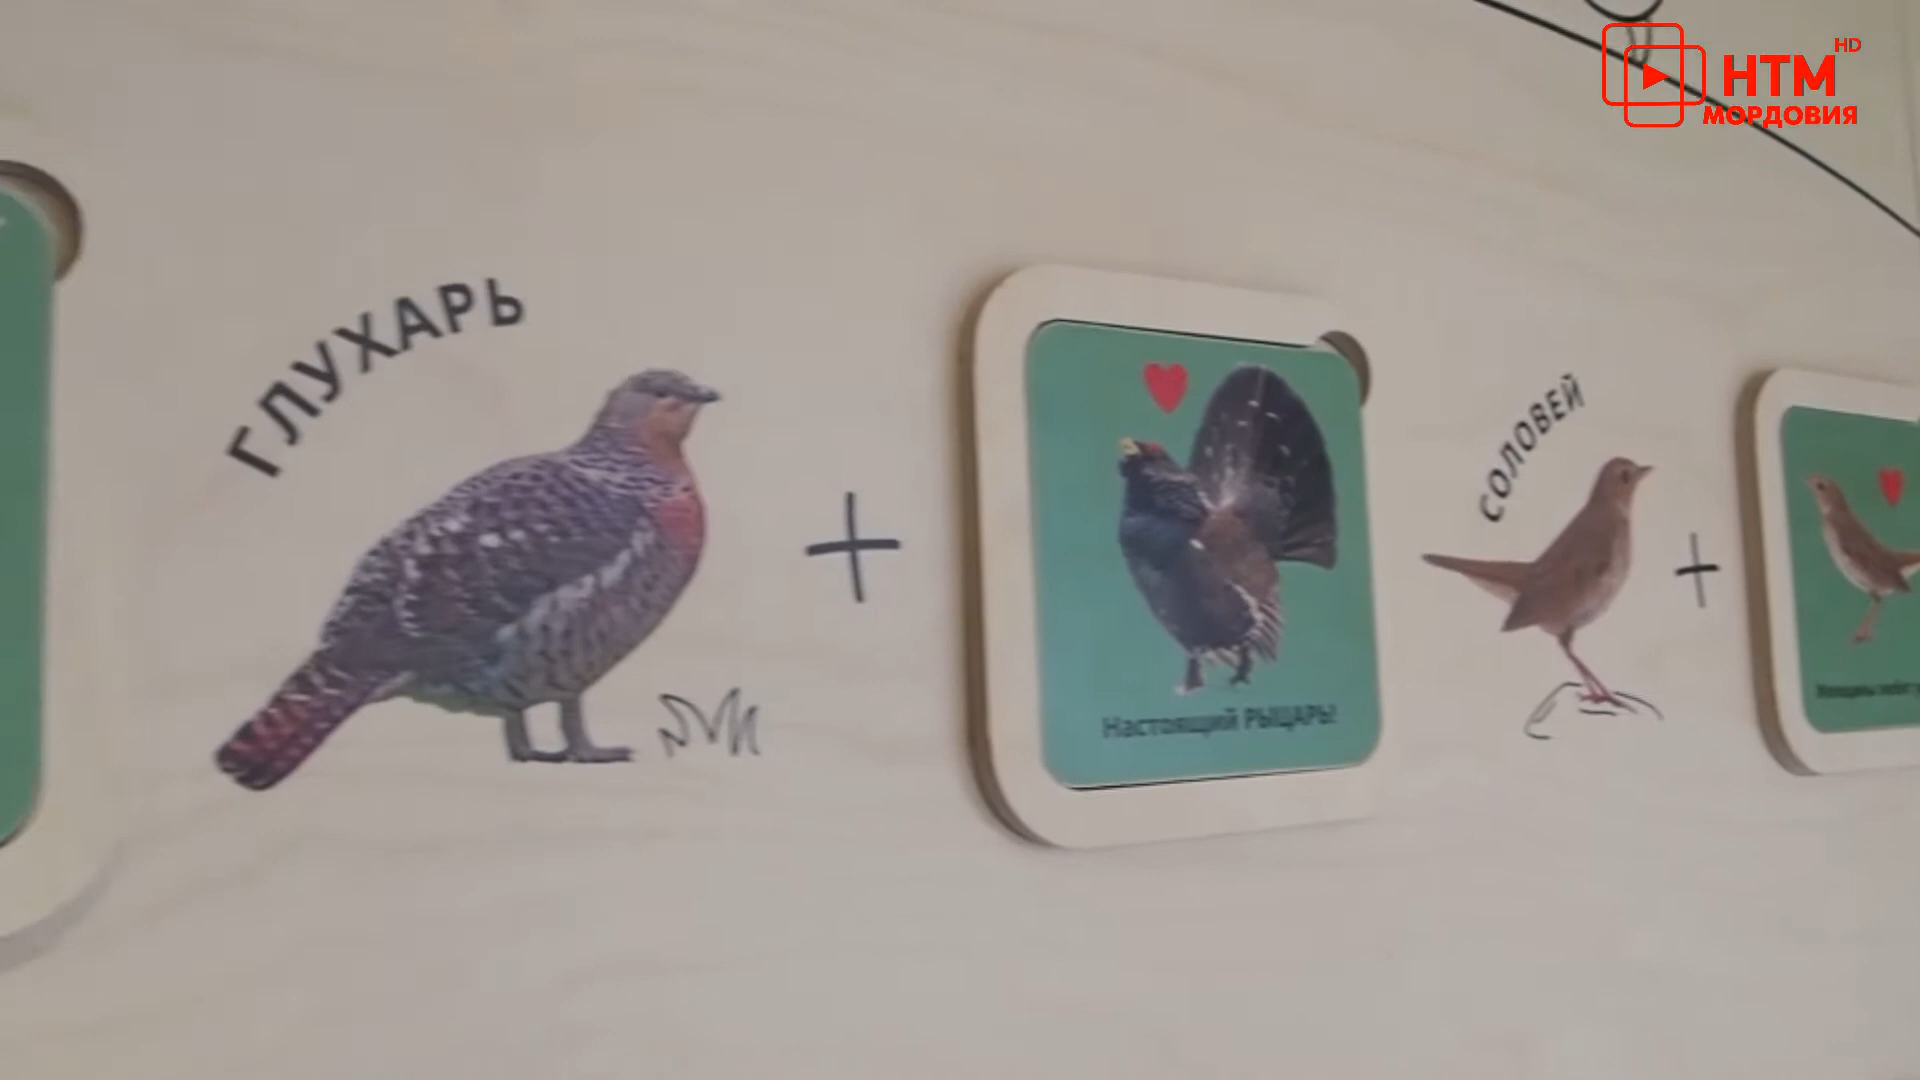 HD
НТМ
МОРДОВИЯ
ГЛУХАРЬ
Настоящий РЫЦАРЬ!
СОЛОВЕЙ